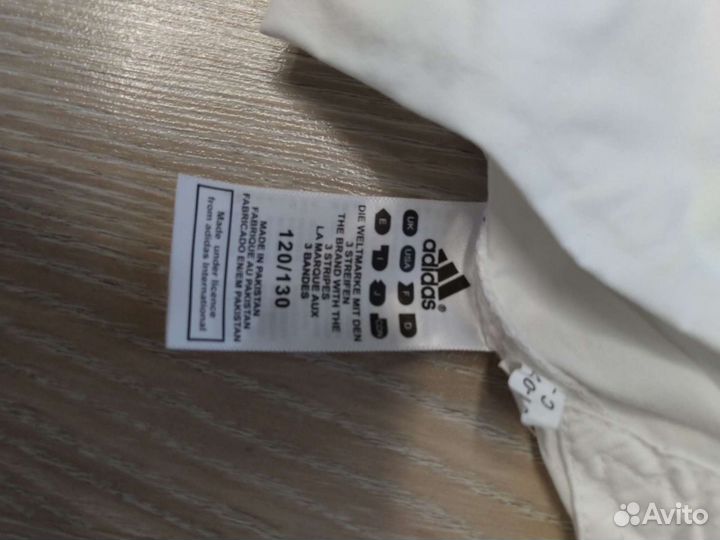 adidas®
UK USA F D
E I J JCDN
DIE WELTMARKE MIT DEN
3 STREIFEN
THE BRAND WITH THE
3 STRIPES
LA MARQUE AUX
3 BANDES
120/130
MADE IN PAKISTAN
FABRIQUE AU PAKISTAN
FABRICADO EN/EM PAKISTAN
Made under licence
from adidas International
Avito